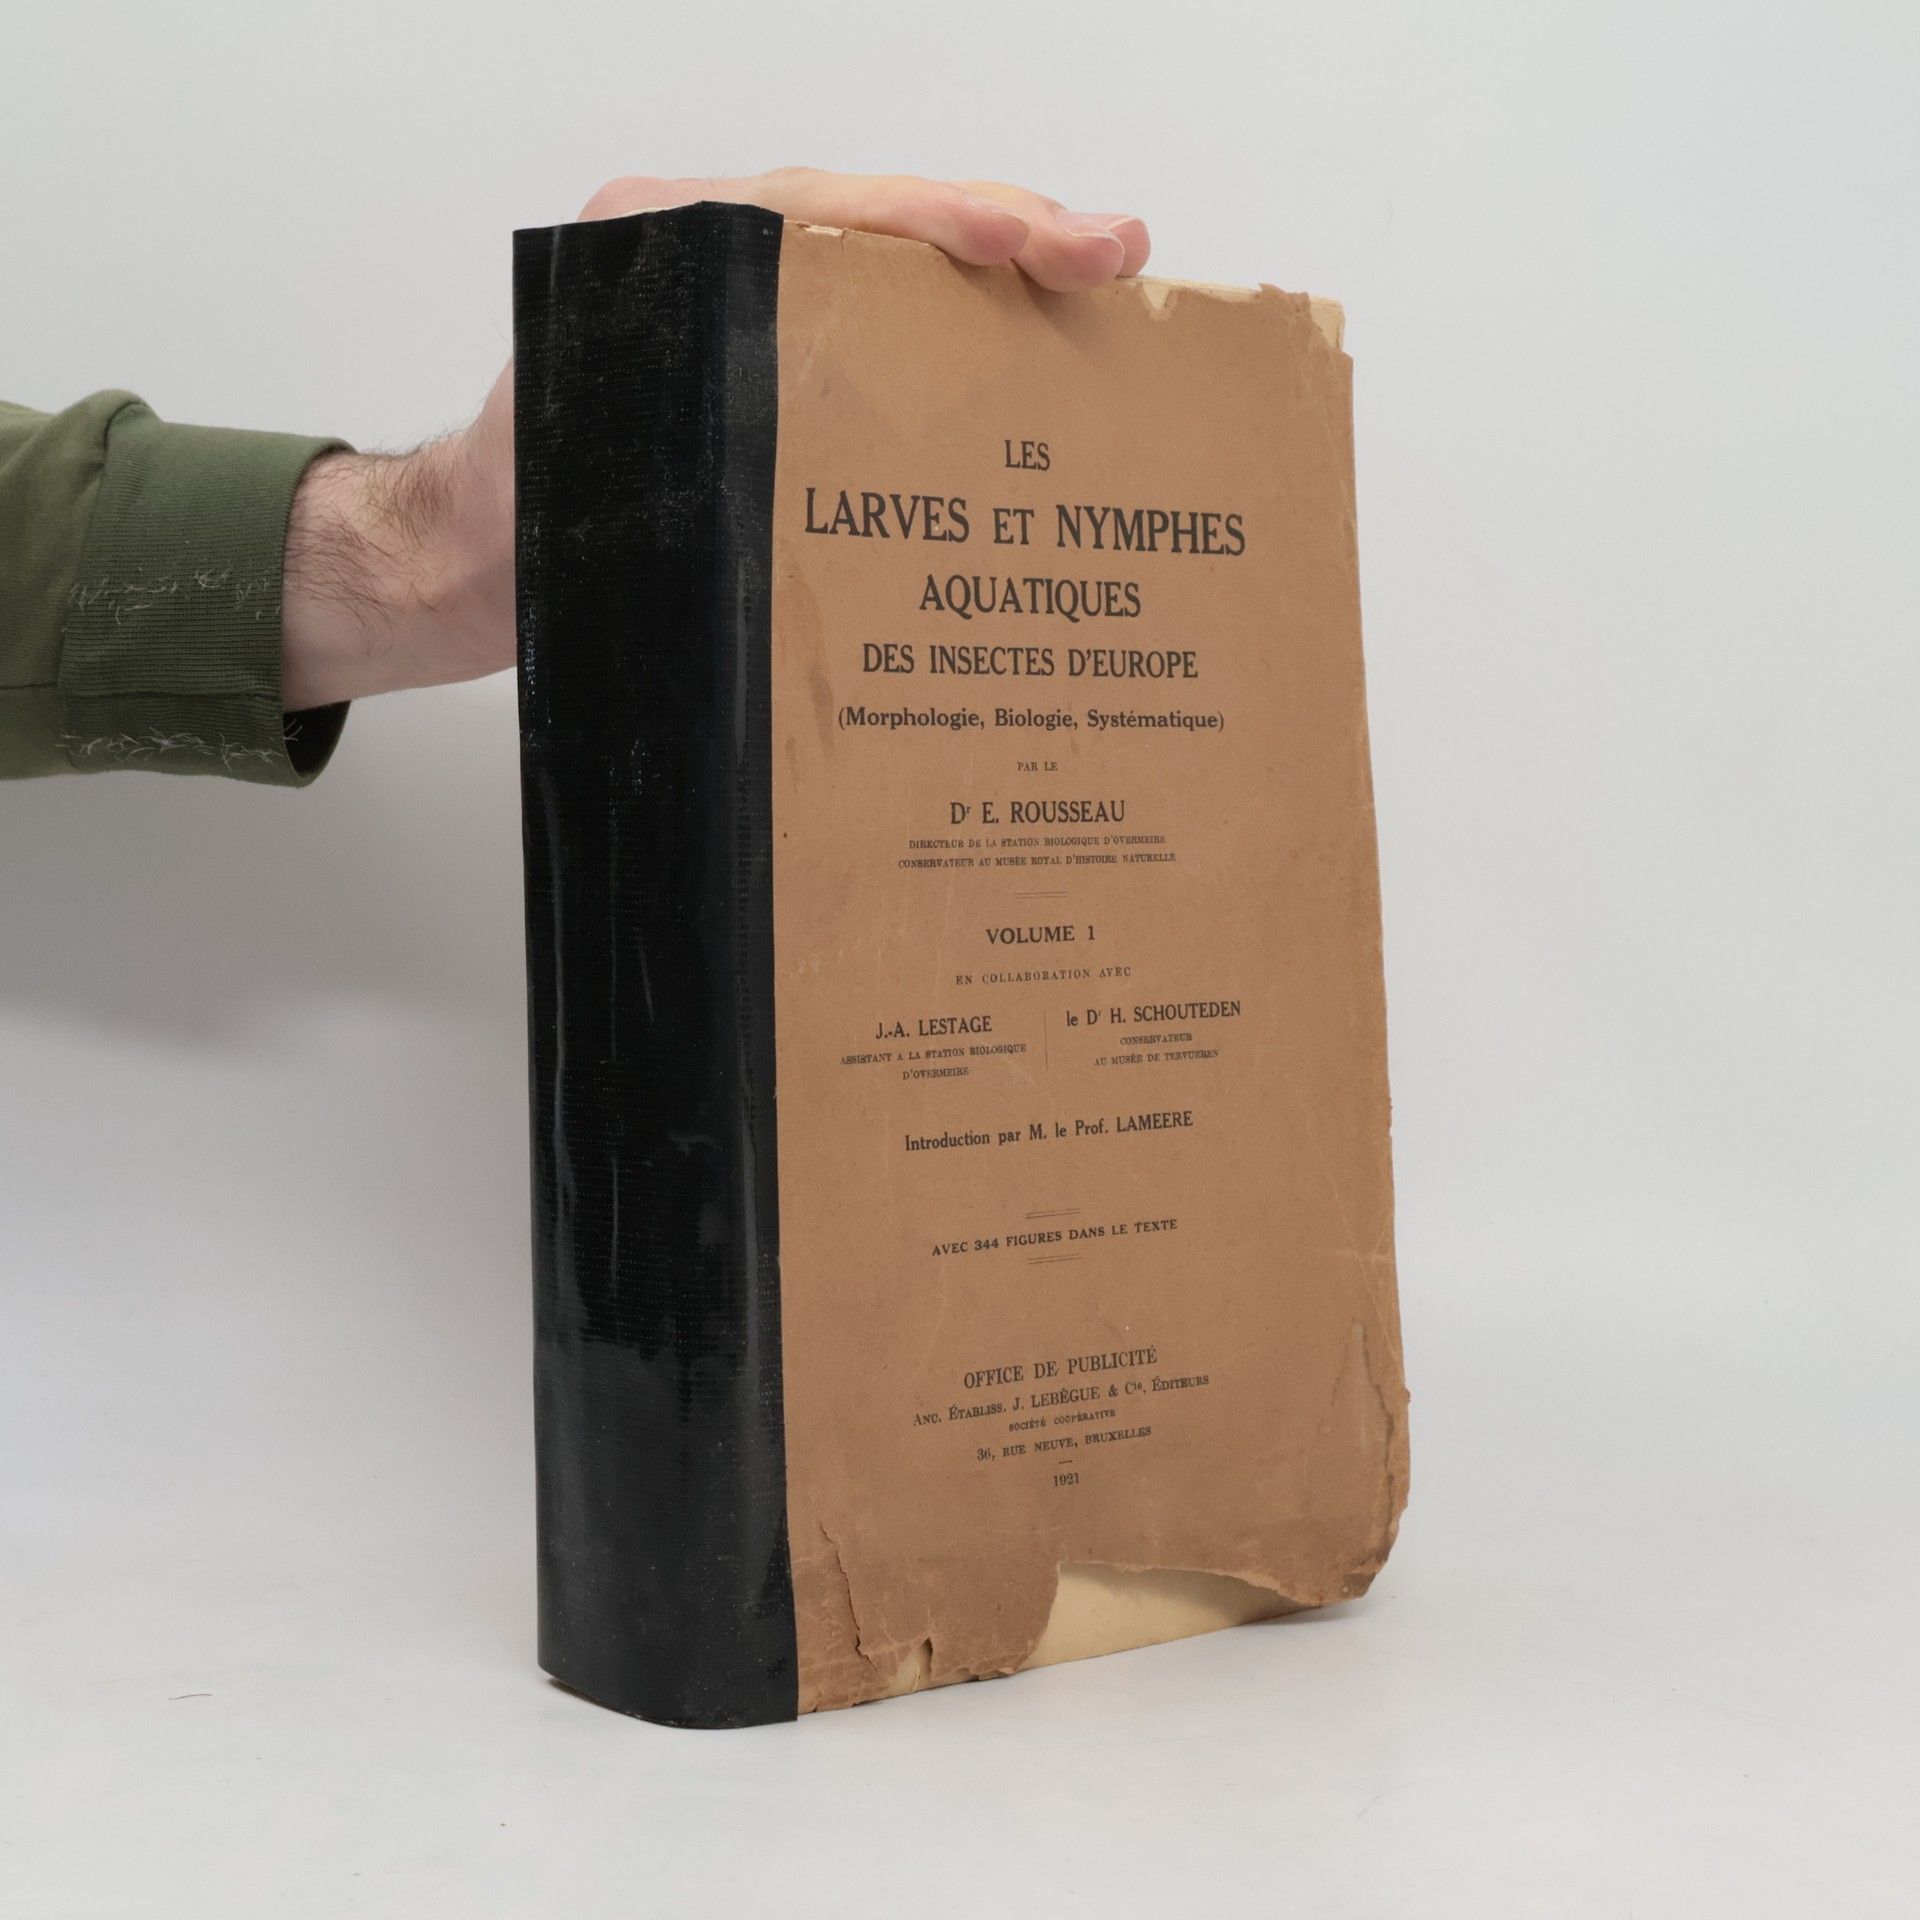 LES
LARVES ET NYMPHES
AQUATIQUES
DES INSECTES D'EUROPE
(Morphologie, Biologie, Systématique)
PAR LE
Dr E. ROUSSEAU
DIRECTEUR DE LA STATION BIOLOGIQUE D'OVERMEIRE
CONSERVATEUR AU MUSÉE ROYAL D'HISTOIRE NATURELLE
VOLUME 1
EN COLLABORATION AVEC
J.-A. LESTAGE
ASSISTANT A LA STATION BIOLOGIQUE
D'OVERMEIRE
le Dr H. SCHOUTEDEN
CONSERVATEUR
AU MUSÉE DE TERVUEREN
Introduction par M. le Prof. LAMEERE
AVEC 344 FIGURES DANS LE TEXTE
OFFICE DE PUBLICITÉ
ANC. ÉTABLISS. J. LEBÈGUE & Cie, ÉDITEURS
SOCIÉTÉ COOPÉRATIVE
36, RUE NEUVE, BRUXELLES
1921